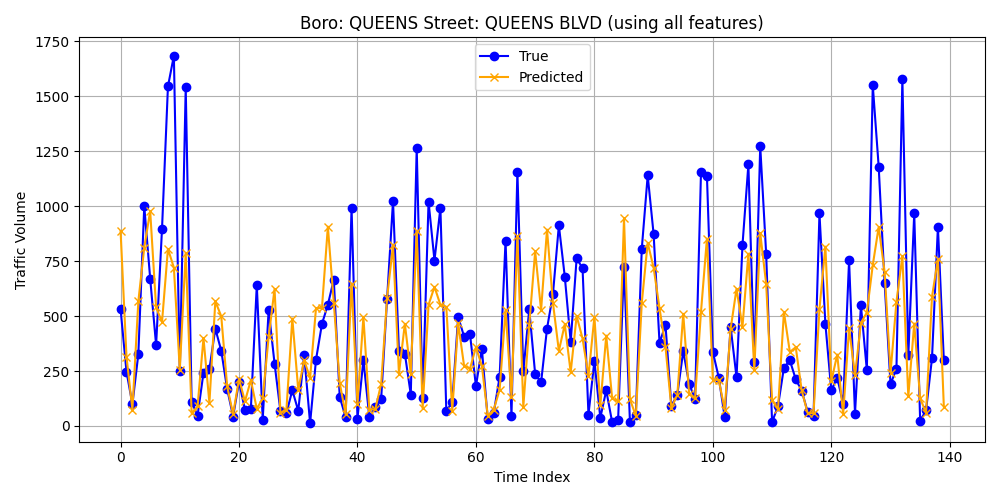 Boro: QUEENS Street: QUEENS BLVD (using all features)
True
Predicted
Traffic Volume
1750
1500
1250
1000
750
500
250
0
0 20 40 60 80 100 120 140
Time Index